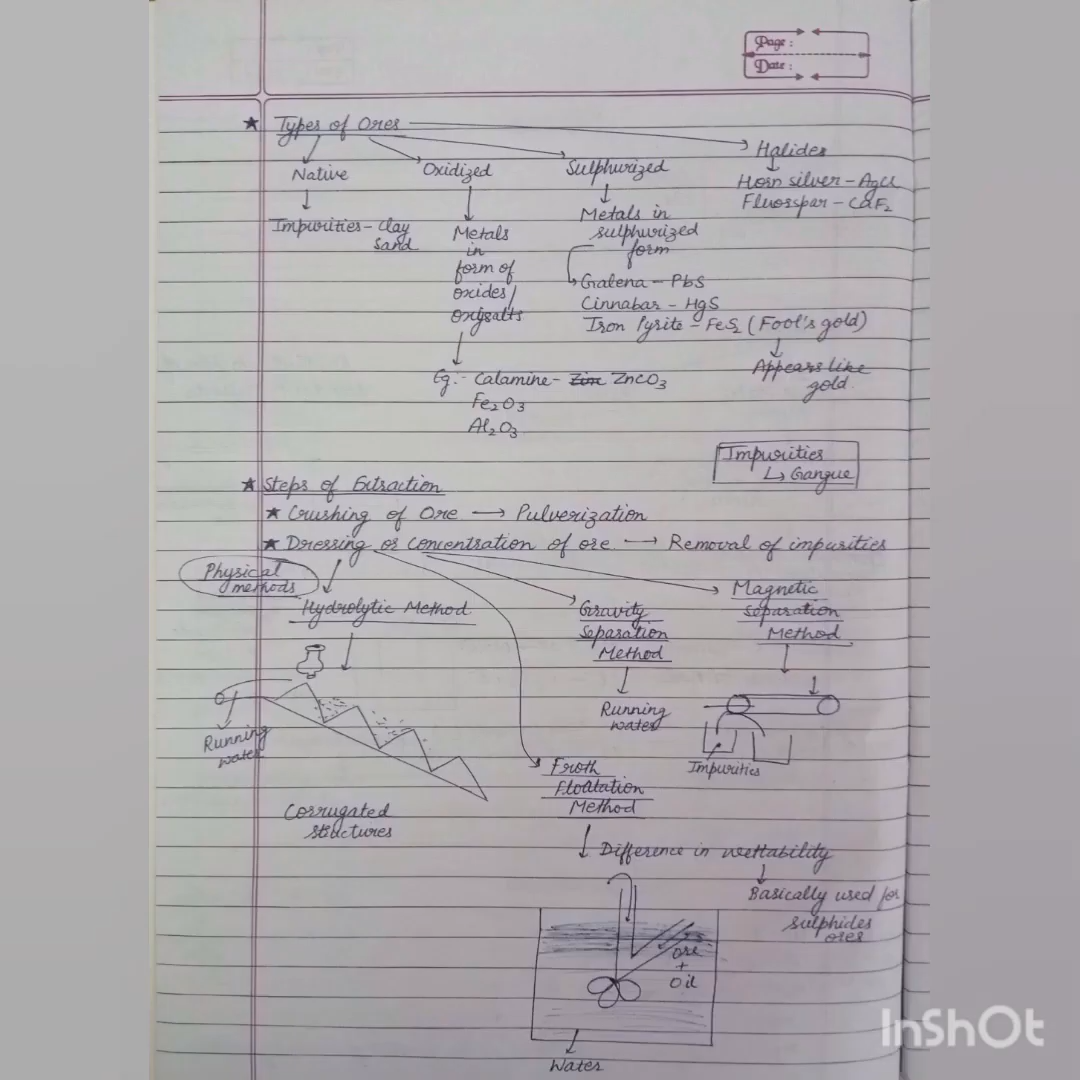 Page :
Date :
★ Types of Ores
Native
Oxidized
Sulphurized
Halides
Horn silver - AgCl
Fluorspar - CaF₂
Impurities - Clay
Sand
Metals
in
form of
oxides/
oxysalts
Eg :- Calamine - ZnCO₃
Fe₂O₃
Al₂O₃
Metals in
sulphurized
form
Galena - PbS
Cinnabar - HgS
Iron Pyrite - FeS₂ (Fool's gold)
Appears like
gold.
Impurities
↳ Gangue
★ Steps of Extraction
★ Crushing of Ore → Pulverization
★ Dressing or Concentration of ore. → Removal of impurities
Physical
methods
Hydrolytic Method
Gravity
Separation
Method
Magnetic
Separation
Method
Running
water
Corrugated
structures
Running
water
Impurities
Froth
Floatation
Method
Difference in wettability
Basically used for
sulphides
ores
ore
+
Oil
Water
InShOt